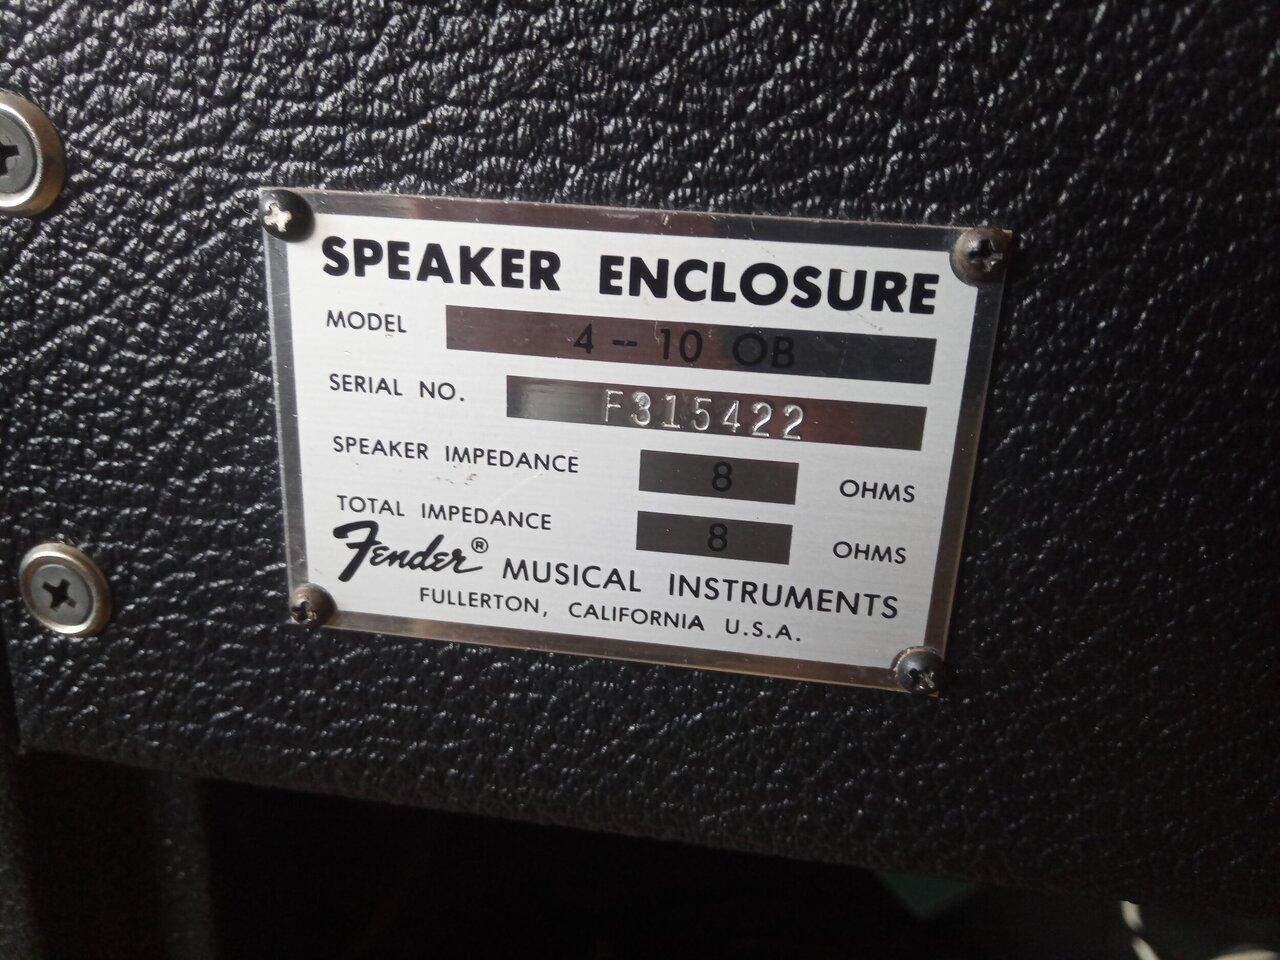 SPEAKER ENCLOSURE
MODEL 4 -- 10 OB
SERIAL NO. F315422
SPEAKER IMPEDANCE 8 OHMS
TOTAL IMPEDANCE 8 OHMS
Fender® MUSICAL INSTRUMENTS
FULLERTON, CALIFORNIA U.S.A.